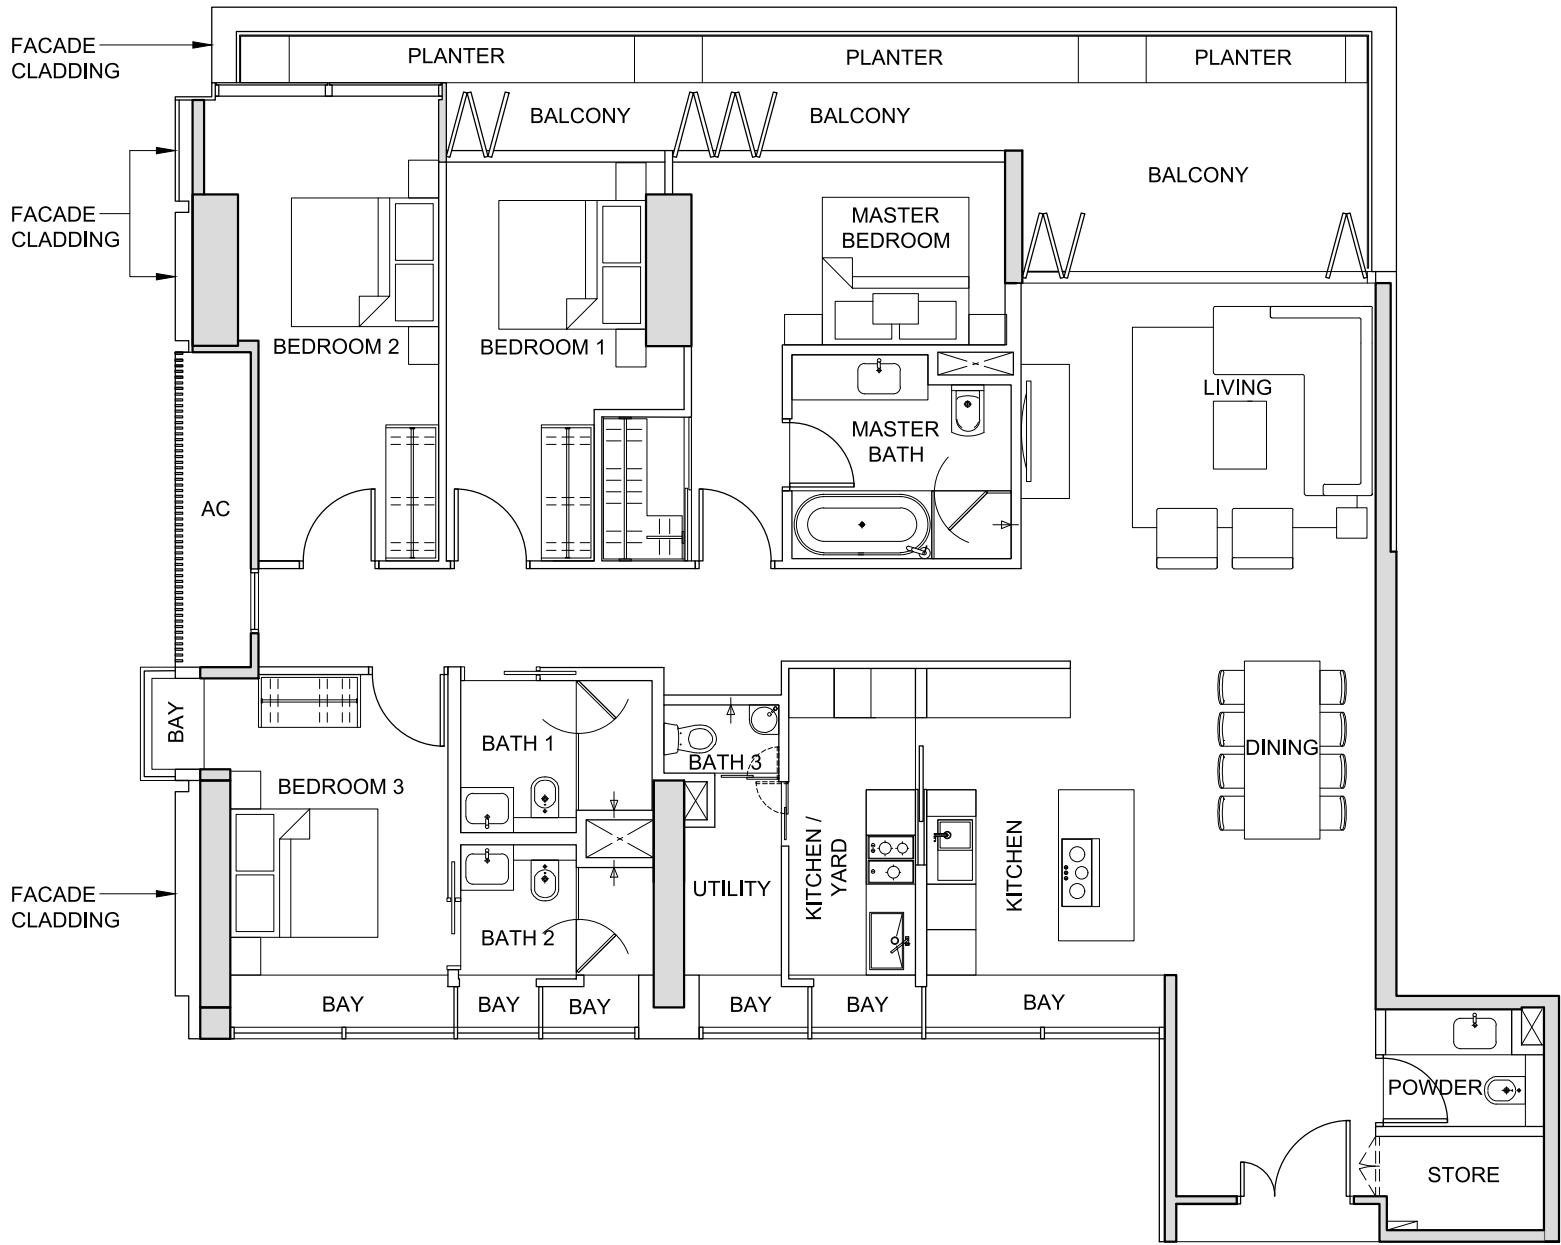 FACADE
CLADDING
PLANTER
PLANTER
PLANTER
BALCONY
BALCONY
BALCONY
FACADE
CLADDING
MASTER
BEDROOM
BEDROOM 2
BEDROOM 1
LIVING
MASTER
BATH
AC
BAY
BATH 1
BATH 3
DINING
BEDROOM 3
KITCHEN /
YARD
KITCHEN
FACADE
CLADDING
UTILITY
BATH 2
BAY
BAY
BAY
BAY
BAY
BAY
POWDER
STORE